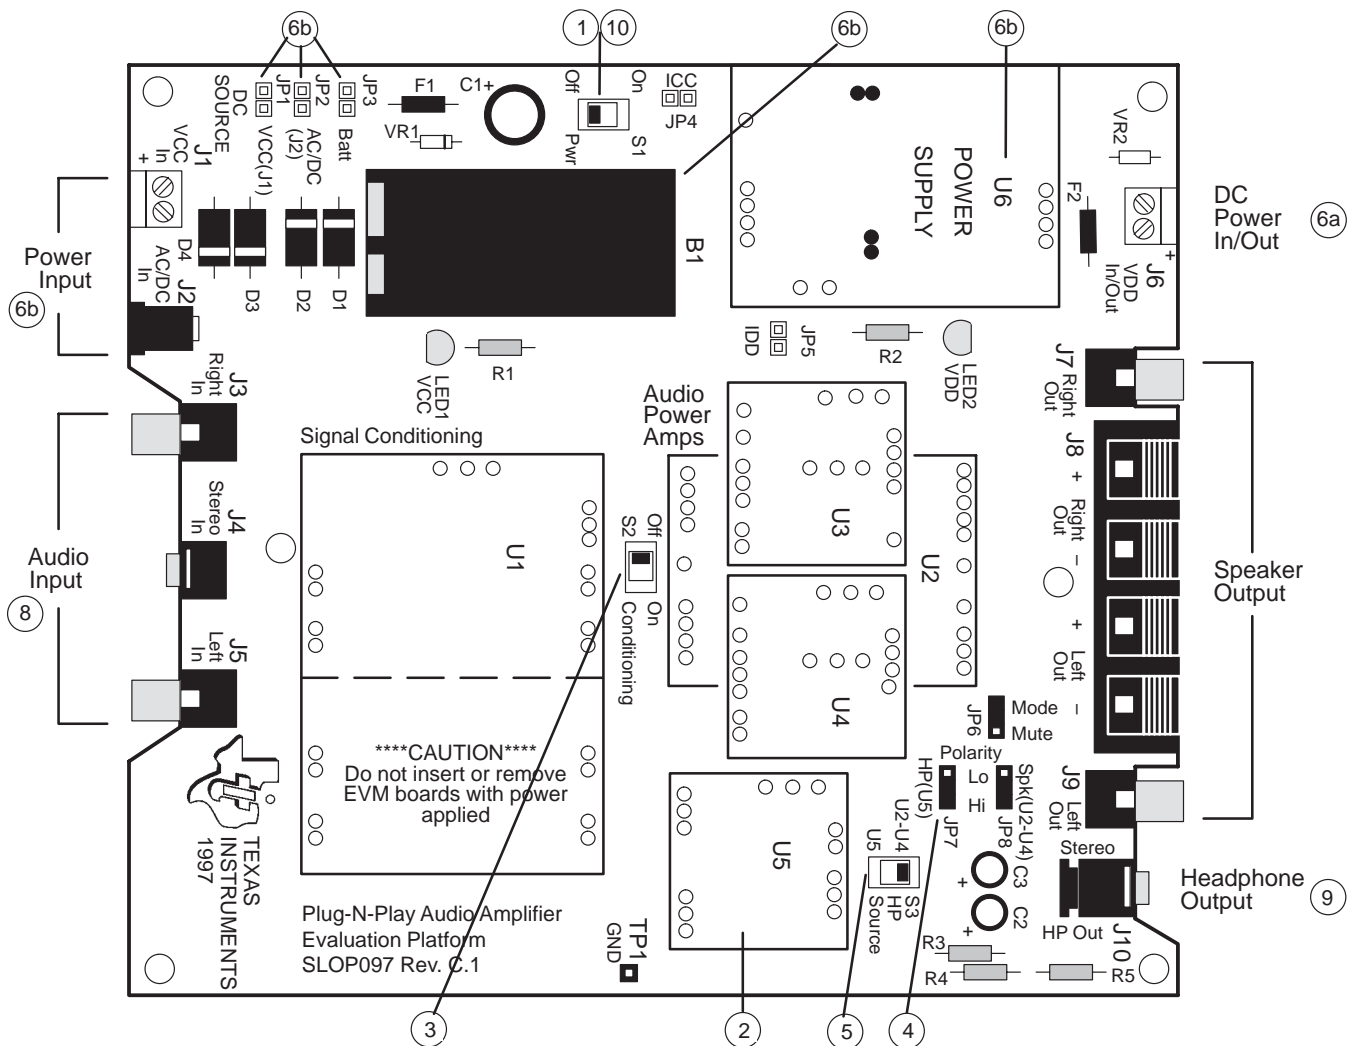 6b
1
10
6b
6b
DC
SOURCE
JP1
JP2
JP3
VCC(J1)
AC/DC
(J2)
Batt
F1
VR1
C1+
Off
On
Pwr
S1
ICC
JP4
VR2
F2
POWER
SUPPLY
U6
J1
VCC
In
+
J6
VDD
In/Out
+
DC
Power
In/Out
6a
Power
Input
6b
D4
D3
D2
D1
J2
AC/DC
In
B1
LED1
VCC
R1
IDD
JP5
R2
LED2
VDD
J3
Right
In
J7
Right
Out
Signal Conditioning
Audio
Power
Amps
J4
Stereo
In
J5
Left
In
Audio
Input
8
U1
S2
Off
On
Conditioning
U3
U2
U4
J8
+
Right
Out
–
+
Left
Out
–
Speaker
Output
JP6
Mode
Mute
Polarity
Lo
Hi
HP(U5)
JP7
Spk(U2-U4)
JP8
J9
Left
Out
****CAUTION****
Do not insert or remove
EVM boards with power
applied
TEXAS
INSTRUMENTS
1997
Plug-N-Play Audio Amplifier
Evaluation Platform
SLOP097 Rev. C.1
TP1
GND
U5
U5
U2-U4
S3
HP
Source
C3
+
C2
+
R3
R4
R5
Stereo
HP Out
J10
Headphone
Output
9
3
2
5
4